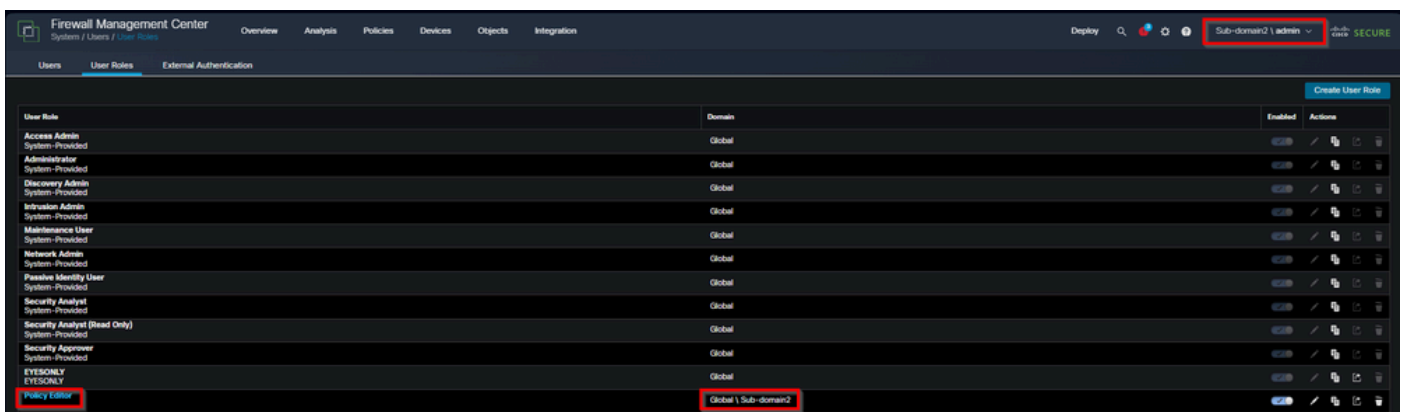 Firewall Management Center
System / Users / User Roles
Overview Analysis Policies Devices Objects Integration
Deploy
Sub-domain2 \ admin
cisco SECURE
Users User Roles External Authentication
Create User Role
User Role Domain Enabled Actions
Access Admin
System-Provided
Global
Administrator
System-Provided
Global
Discovery Admin
System-Provided
Global
Intrusion Admin
System-Provided
Global
Maintenance User
System-Provided
Global
Network Admin
System-Provided
Global
Passive Identity User
System-Provided
Global
Security Analyst
System-Provided
Global
Security Analyst (Read Only)
System-Provided
Global
Security Approver
System-Provided
Global
EYESONLY
EYESONLY
Global
Policy Editor
Global \ Sub-domain2